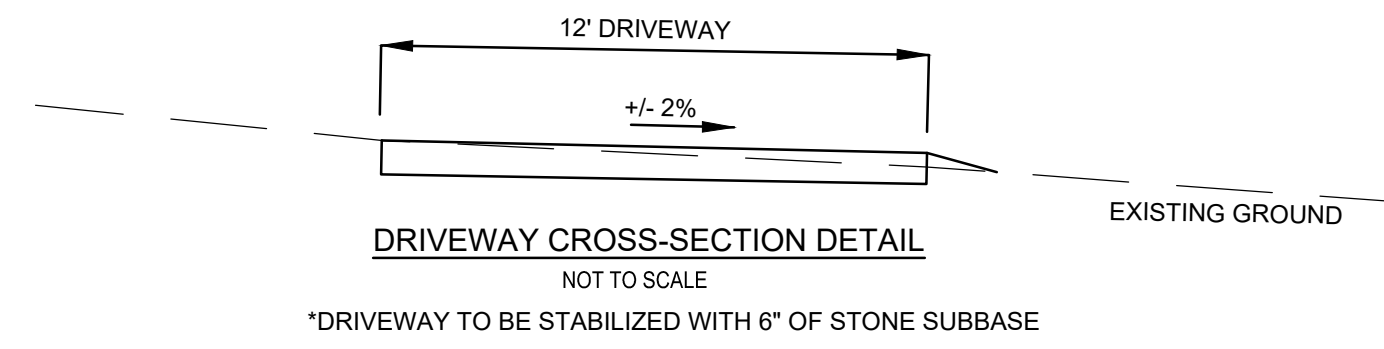 12' DRIVEWAY
+/- 2%
EXISTING GROUND
DRIVEWAY CROSS-SECTION DETAIL
NOT TO SCALE
*DRIVEWAY TO BE STABILIZED WITH 6" OF STONE SUBBASE